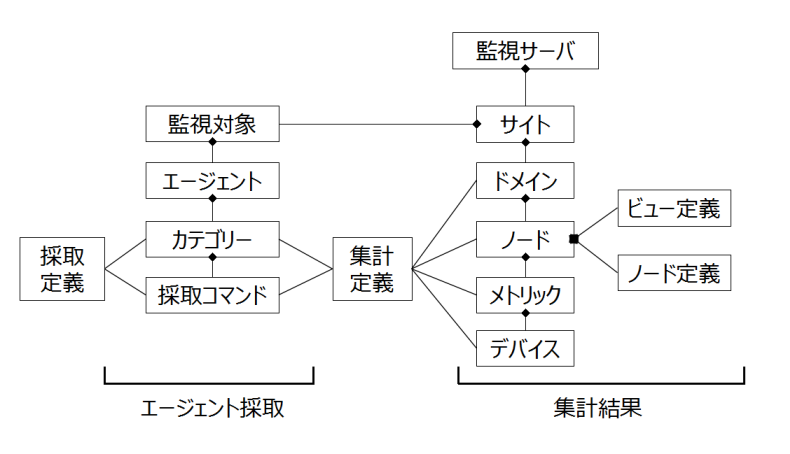 監視サーバ
監視対象
サイト
エージェント
ドメイン
採取
定義
カテゴリー
採取コマンド
集計
定義
ノード
メトリック
デバイス
ビュー定義
ノード定義
エージェント採取
集計結果